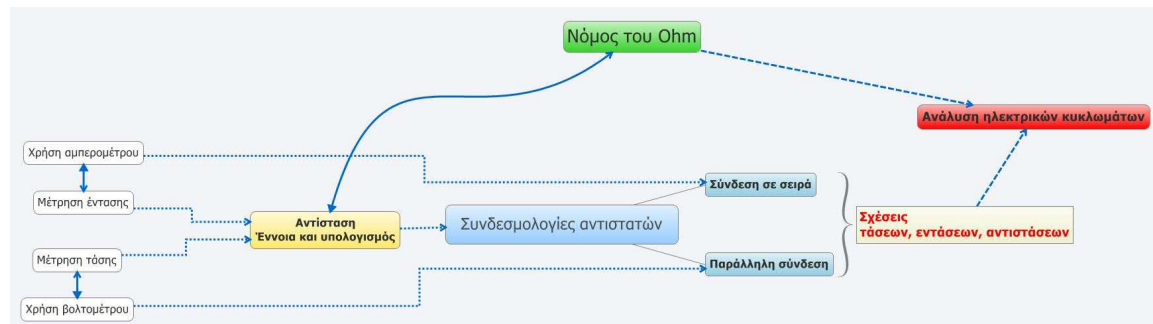 Νόμος του Ohm
Ανάλυση ηλεκτρικών κυκλωμάτων
Χρήση αμπερομέτρου
Μέτρηση έντασης
Μέτρηση τάσης
Χρήση βολτομέτρου
Αντίσταση
Έννοια και υπολογισμός
Συνδεσμολογίες αντιστατών
Σύνδεση σε σειρά
Παράλληλη σύνδεση
Σχέσεις
τάσεων, εντάσεων, αντιστάσεων